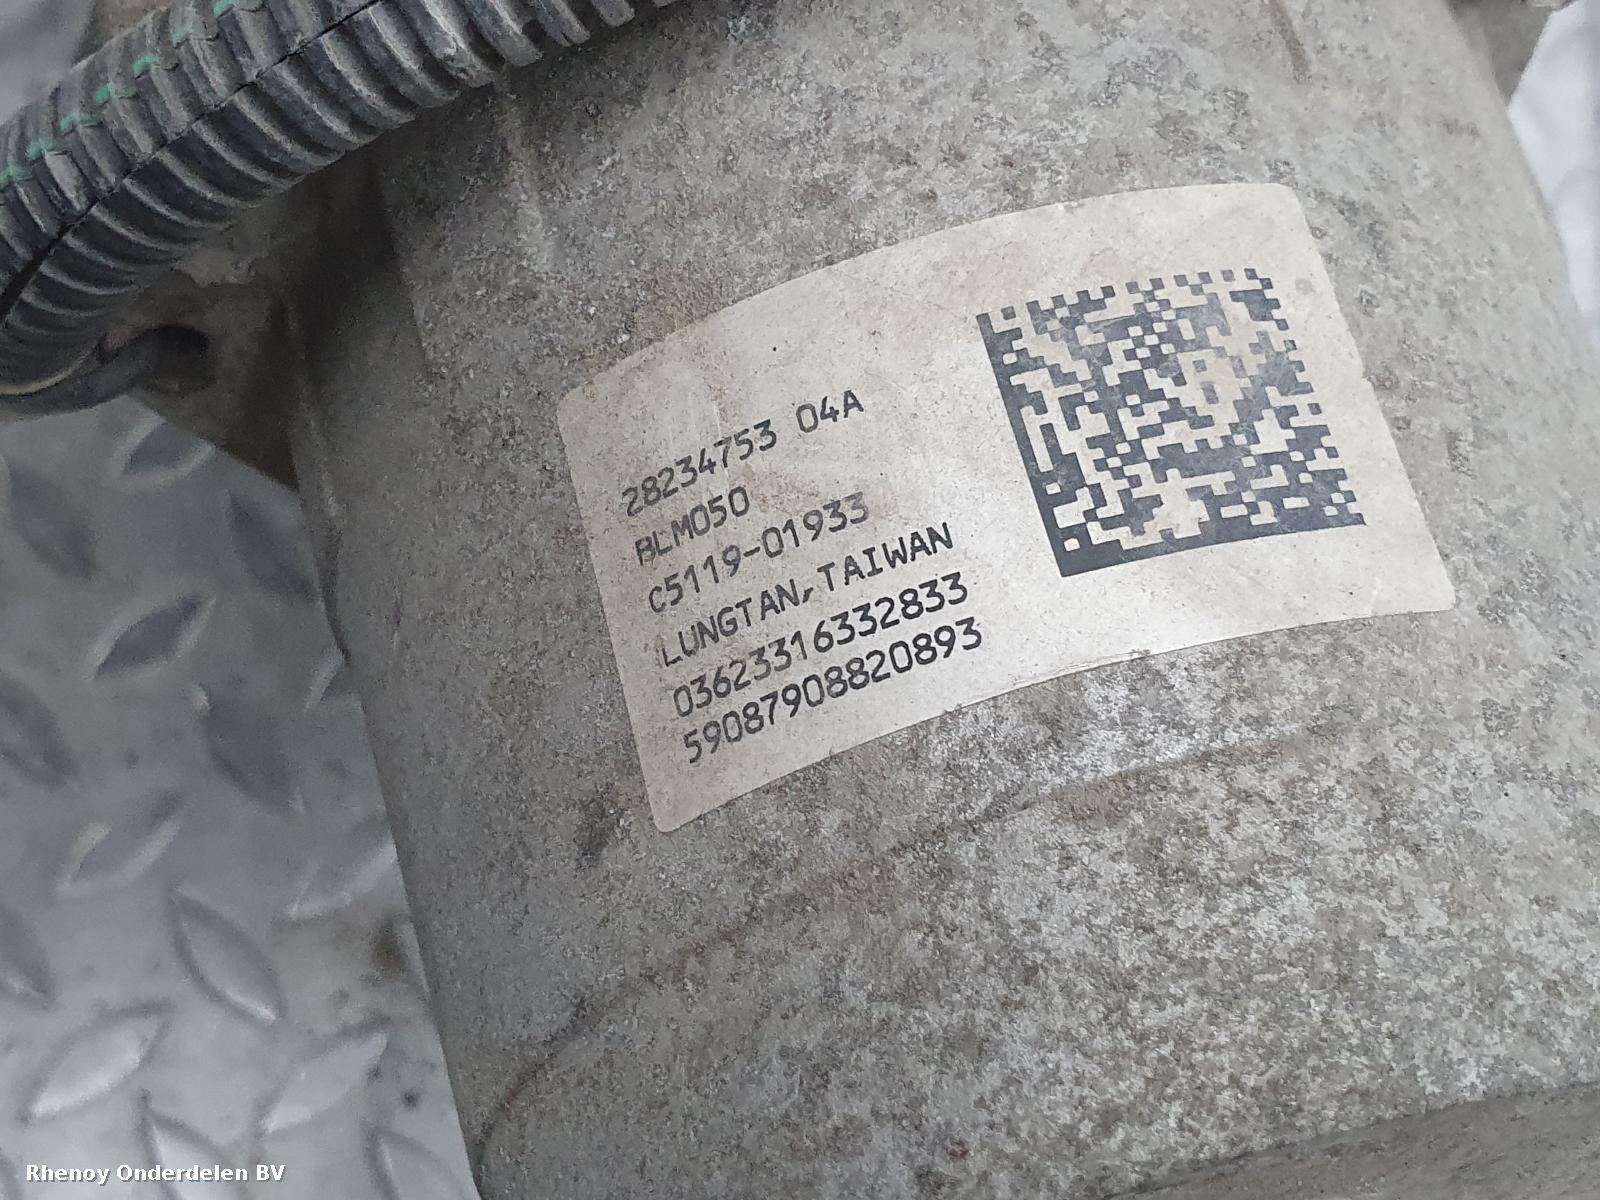 28234753 04A
BLM050
C5119-01933
LUNGTAN, TAIWAN
03623316332833
59087908820893
Rhenoy Onderdelen BV